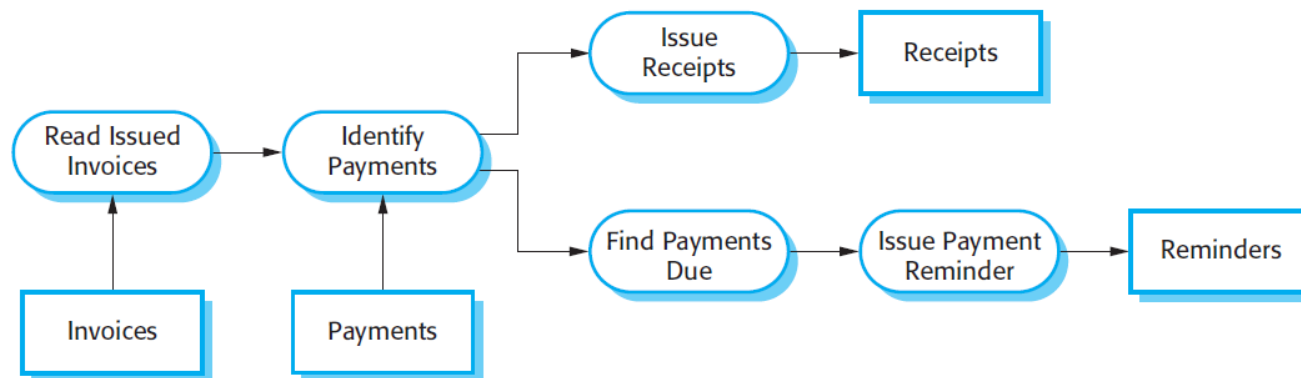 Issue
Receipts
Receipts
Read Issued
Invoices
Identify
Payments
Find Payments
Due
Issue Payment
Reminder
Reminders
Invoices
Payments